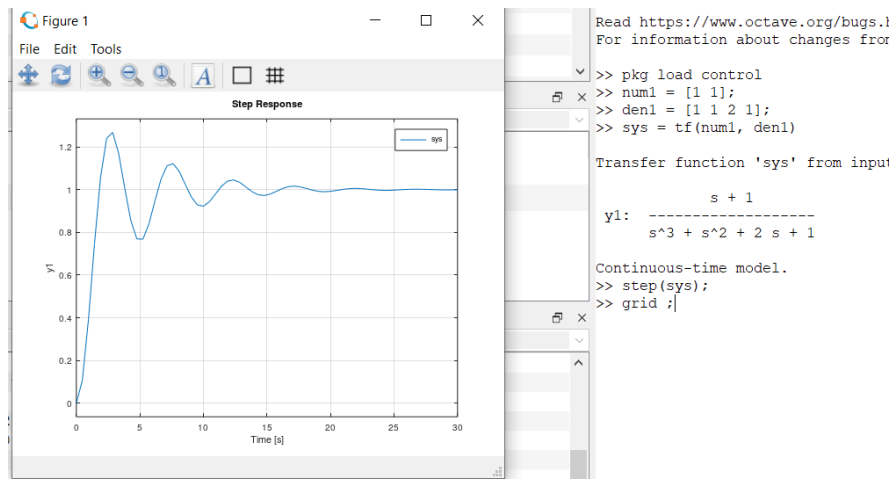 Figure 1
File Edit Tools
A
Step Response
sys
1.2
1
0.8
0.6
0.4
0.2
0
y1
0 5 10 15 20 25 30
Time [s]
Read https://www.octave.org/bugs.h
For information about changes from
>> pkg load control
>> num1 = [1 1];
>> den1 = [1 1 2 1];
>> sys = tf(num1, den1)
Transfer function 'sys' from input
s + 1
y1: -------------------
s^3 + s^2 + 2 s + 1
Continuous-time model.
>> step(sys);
>> grid ;